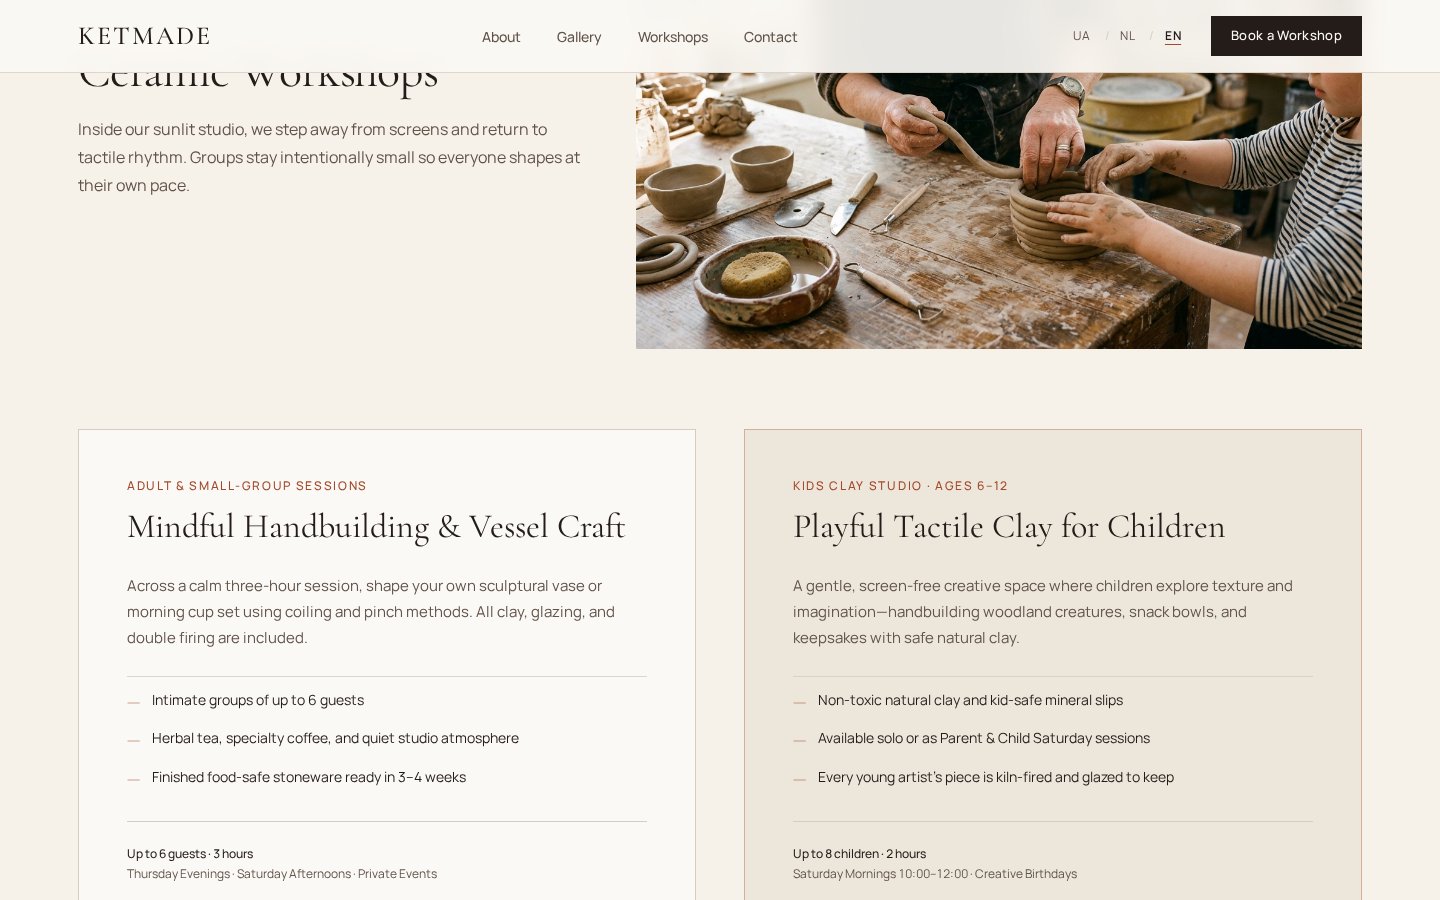 KETMADE
About
Gallery
Workshops
Contact
UA / NL / EN
Book a Workshop
Ceramic Workshops
Inside our sunlit studio, we step away from screens and return to
tactile rhythm. Groups stay intentionally small so everyone shapes at
their own pace.
ADULT & SMALL-GROUP SESSIONS
Mindful Handbuilding & Vessel Craft
Across a calm three-hour session, shape your own sculptural vase or
morning cup set using coiling and pinch methods. All clay, glazing, and
double firing are included.
— Intimate groups of up to 6 guests
— Herbal tea, specialty coffee, and quiet studio atmosphere
— Finished food-safe stoneware ready in 3–4 weeks
Up to 6 guests · 3 hours
Thursday Evenings · Saturday Afternoons · Private Events
KIDS CLAY STUDIO · AGES 6–12
Playful Tactile Clay for Children
A gentle, screen-free creative space where children explore texture and
imagination—handbuilding woodland creatures, snack bowls, and
keepsakes with safe natural clay.
— Non-toxic natural clay and kid-safe mineral slips
— Available solo or as Parent & Child Saturday sessions
— Every young artist's piece is kiln-fired and glazed to keep
Up to 8 children · 2 hours
Saturday Mornings 10:00–12:00 · Creative Birthdays